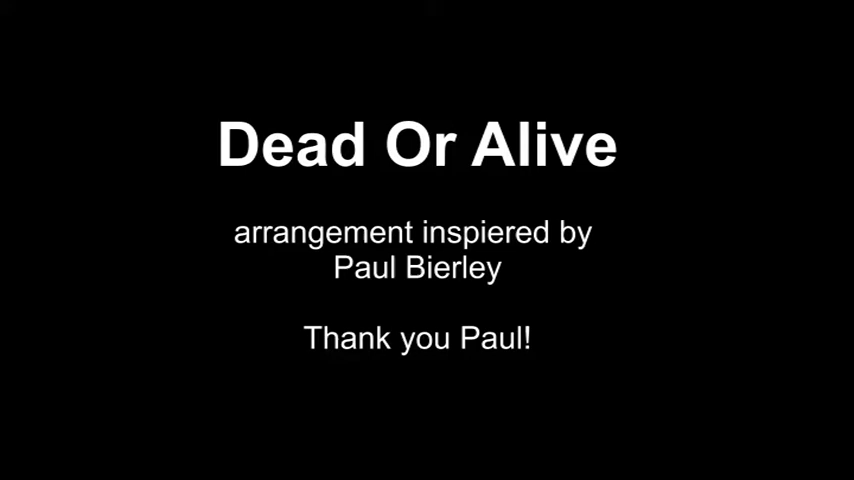 Dead Or Alive
arrangement inspiered by
Paul Bierley
Thank you Paul!